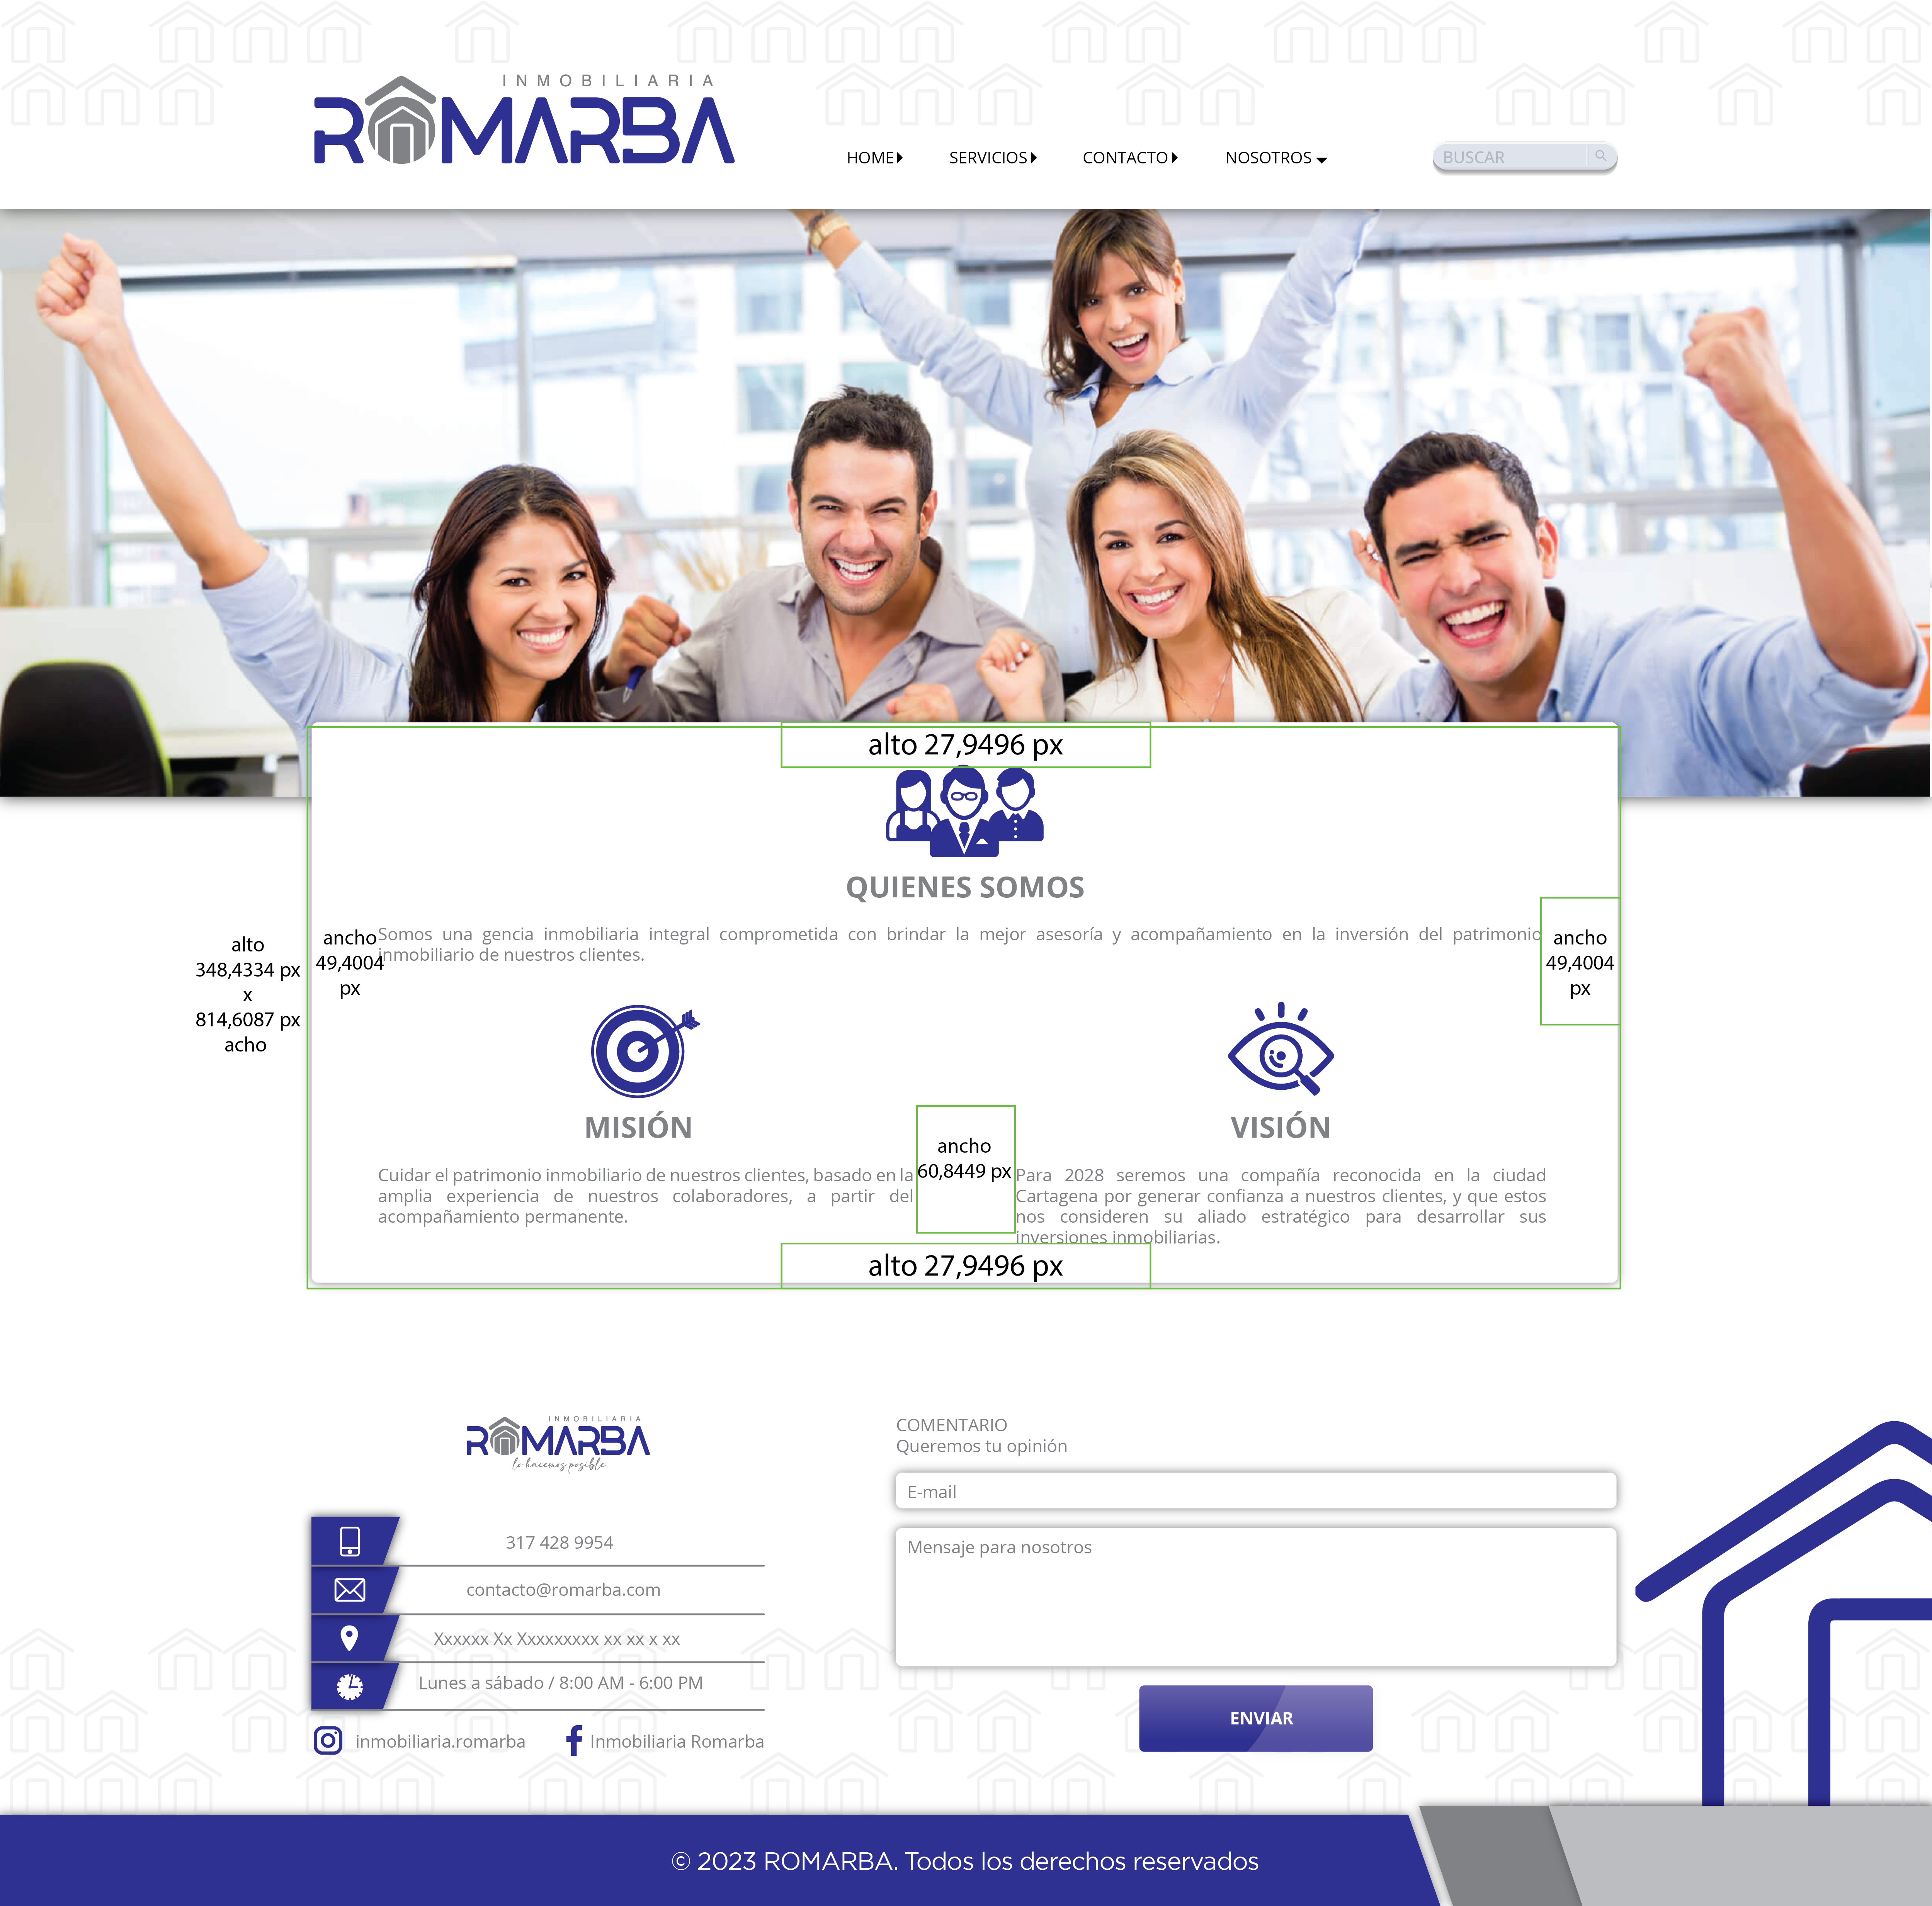 INMOBILIARIA
ROMARBA
HOME SERVICIOS CONTACTO NOSOTROS
BUSCAR
alto 27,9496 px
QUIENES SOMOS
Somos una gencia inmobiliaria integral comprometida con brindar la mejor asesoría y acompañamiento en la inversión del patrimonio
inmobiliario de nuestros clientes.
alto
348,4334 px
x
814,6087 px
acho
ancho
49,4004
px
ancho
49,4004
px
MISIÓN
Cuidar el patrimonio inmobiliario de nuestros clientes, basado en la
amplia experiencia de nuestros colaboradores, a partir del
acompañamiento permanente.
ancho
60,8449 px
VISIÓN
Para 2028 seremos una compañía reconocida en la ciudad
Cartagena por generar confianza a nuestros clientes, y que estos
nos consideren su aliado estratégico para desarrollar sus
inversiones inmobiliarias.
alto 27,9496 px
INMOBILIARIA
ROMARBA
lo hacemos posible
317 428 9954
contacto@romarba.com
Xxxxxx Xx Xxxxxxxxx xx xx x xx
Lunes a sábado / 8:00 AM - 6:00 PM
inmobiliaria.romarba
Inmobiliaria Romarba
COMENTARIO
Queremos tu opinión
E-mail
Mensaje para nosotros
ENVIAR
© 2023 ROMARBA. Todos los derechos reservados